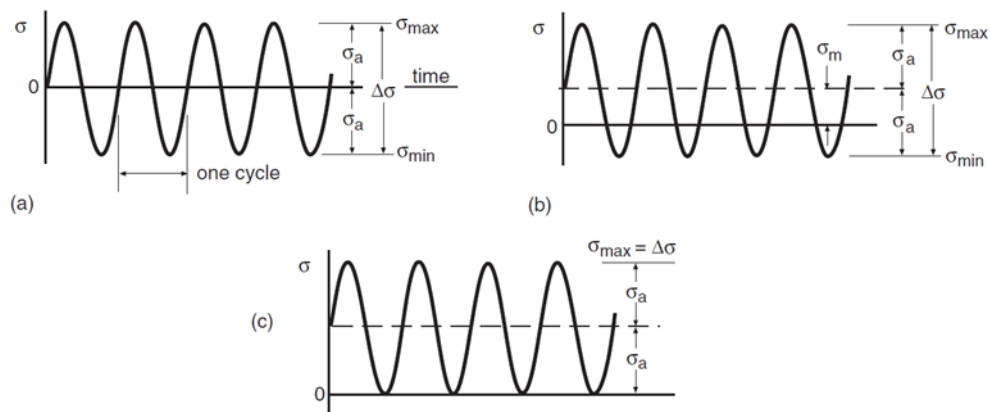 σ
σmax
σa
0
time
Δσ
σa
σmin
one cycle
(a)
σ
σmax
σm
σa
Δσ
0
σa
σmin
(b)
σmax = Δσ
σ
σa
(c)
σa
0